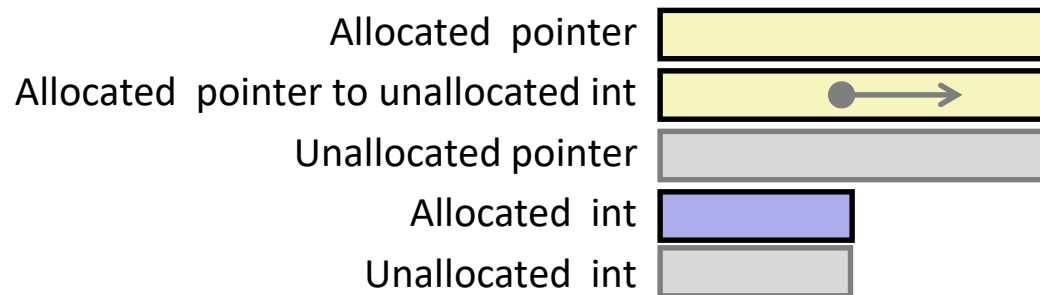 Allocated pointer
Allocated pointer to unallocated int
Unallocated pointer
Allocated int
Unallocated int